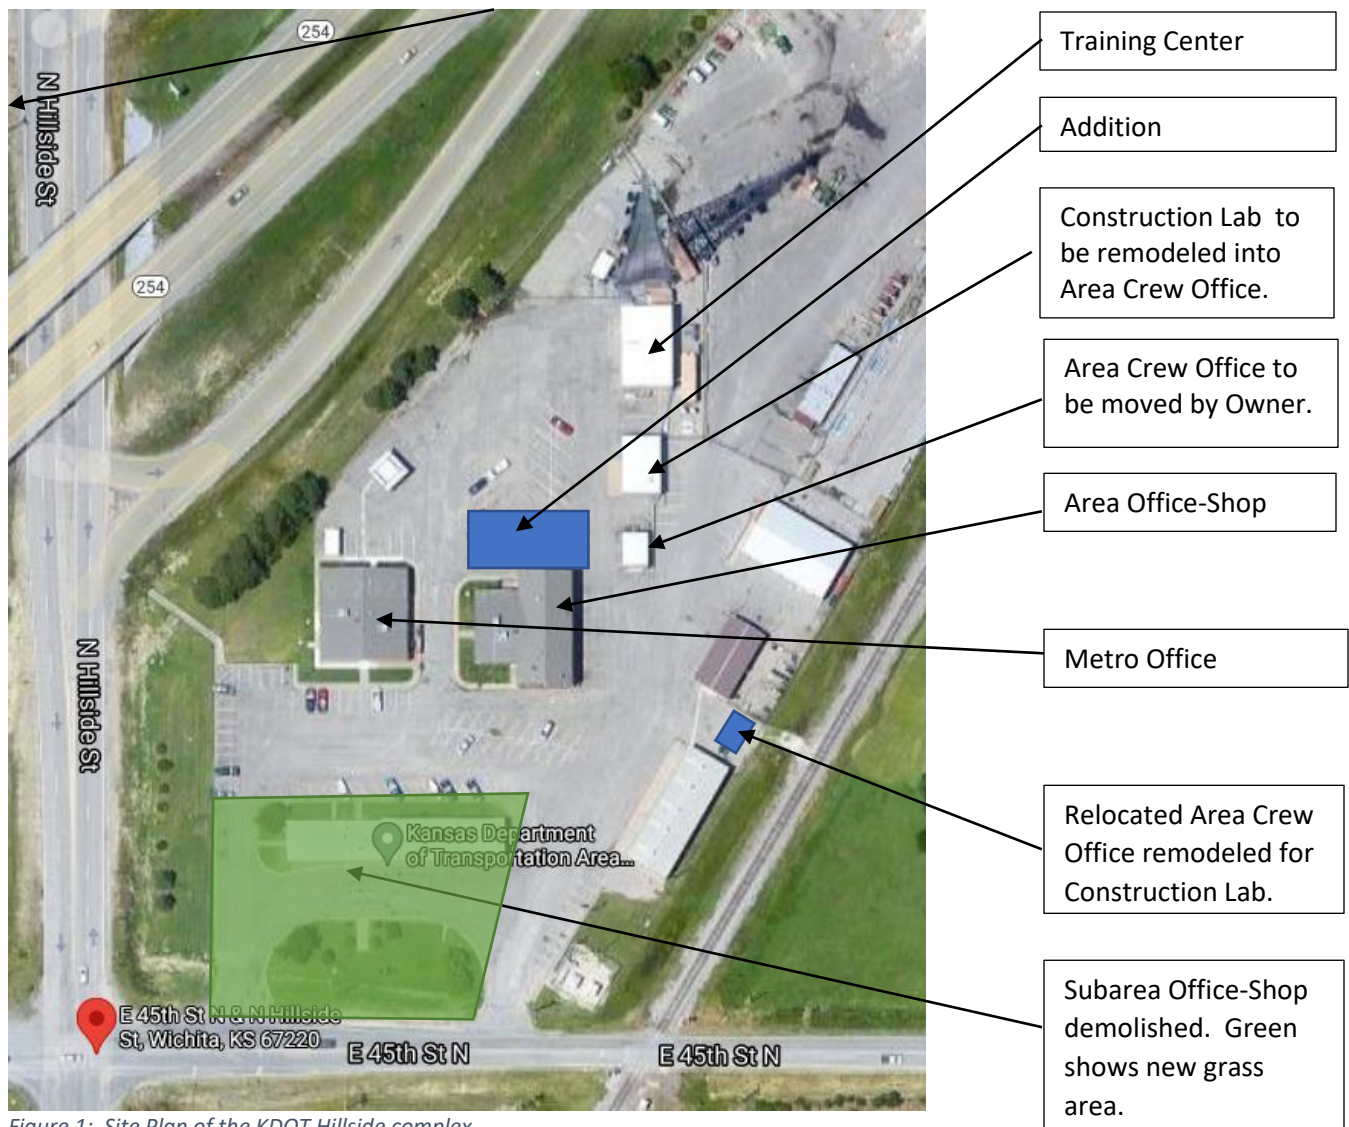 254
N Hillside St
254
N Hillside St
Kansas Department
of Transportation Area...
E 45th St N & N Hillside
St, Wichita, KS 67220
E 45th St N
E 45th St N
Training Center
Addition
Construction Lab to
be remodeled into
Area Crew Office.
Area Crew Office to
be moved by Owner.
Area Office-Shop
Metro Office
Relocated Area Crew
Office remodeled for
Construction Lab.
Subarea Office-Shop
demolished. Green
shows new grass
area.
Figure 1: Site Plan of the KDOT Hillside complex